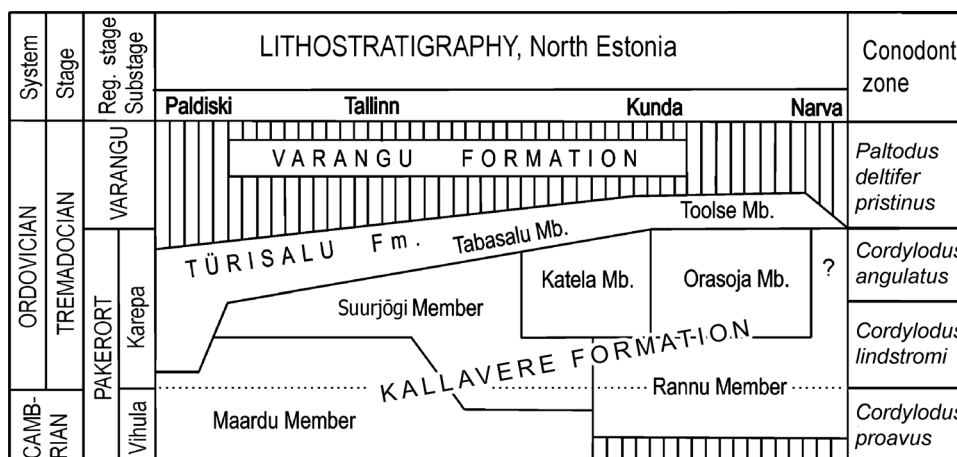 System
Stage
Reg. stage
Substage
LITHOSTRATIGRAPHY, North Estonia
Conodont
zone
Paldiski
Tallinn
Kunda
Narva
ORDOVICIAN
TREMADOCIAN
VARANGU
VARANGU FORMATION
Paltodus
deltifer
pristinus
TÜRISALU Fm.
Tabasalu Mb.
Toolse Mb.
PAKERORT
Karepa
Suurjõgi Member
Katela Mb.
Orasoja Mb.
?
Cordylodus
angulatus
KALLAVERE FORMATION
Cordylodus
lindstromi
CAMB-
RIAN
Vihula
Maardu Member
Rannu Member
Cordylodus
proavus